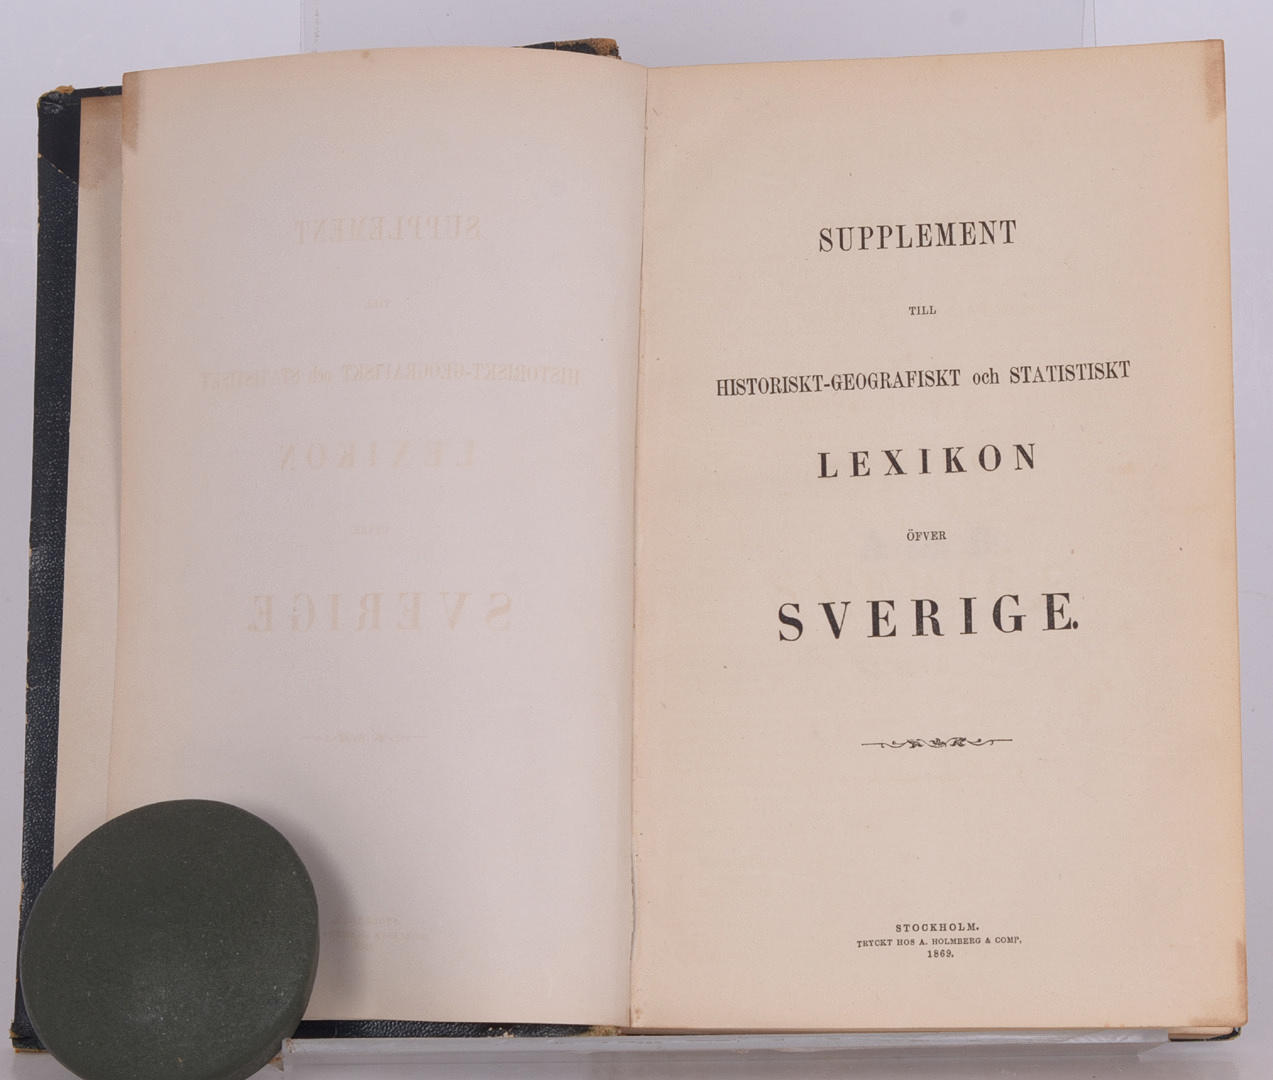 SUPPLEMENT
TILL
HISTORISKT-GEOGRAFISKT och STATISTISKT
LEXIKON
ÖFVER
SVERIGE.
STOCKHOLM.
TRYCKT HOS A. HOLMBERG & COMP.
1869.